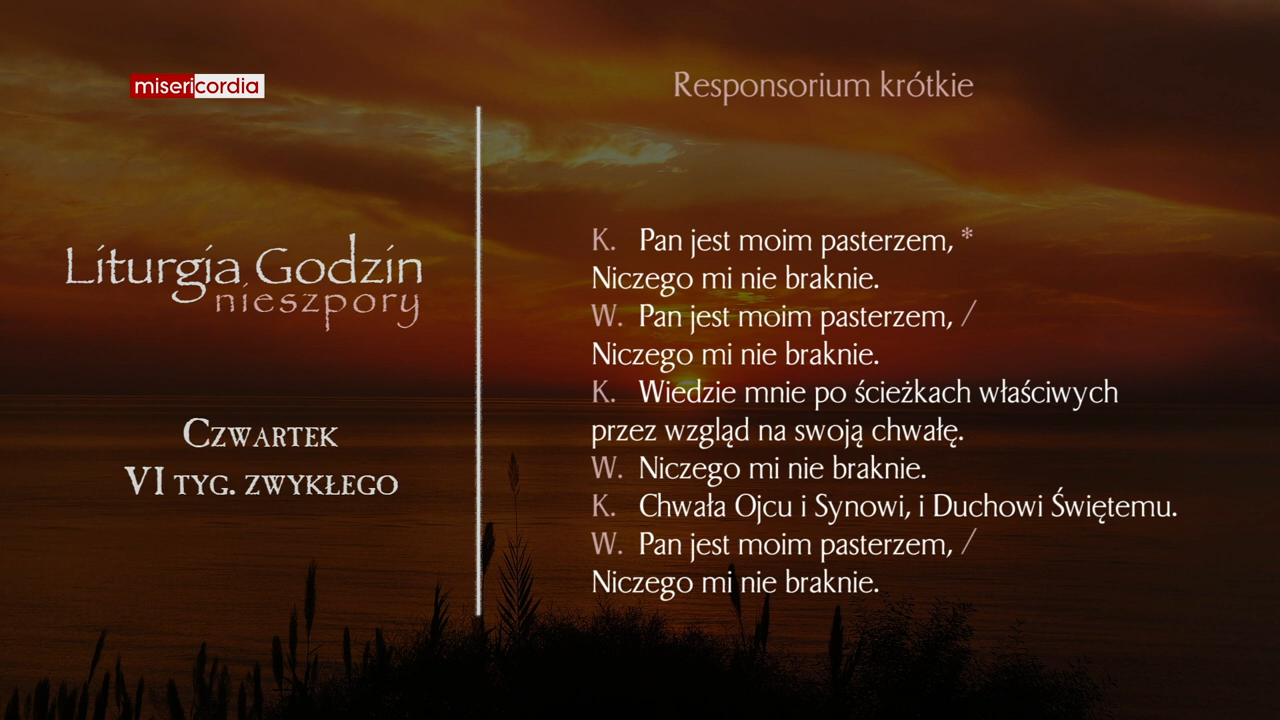 misericordia
Liturgia Godzin
nieszpory
Czwartek
VI tyg. zwykłego
Responsorium krótkie
K. Pan jest moim pasterzem, *
Niczego mi nie braknie.
W. Pan jest moim pasterzem, /
Niczego mi nie braknie.
K. Wiedzie mnie po ścieżkach właściwych
przez wzgląd na swoją chwałę.
W. Niczego mi nie braknie.
K. Chwała Ojcu i Synowi, i Duchowi Świętemu.
W. Pan jest moim pasterzem, /
Niczego mi nie braknie.